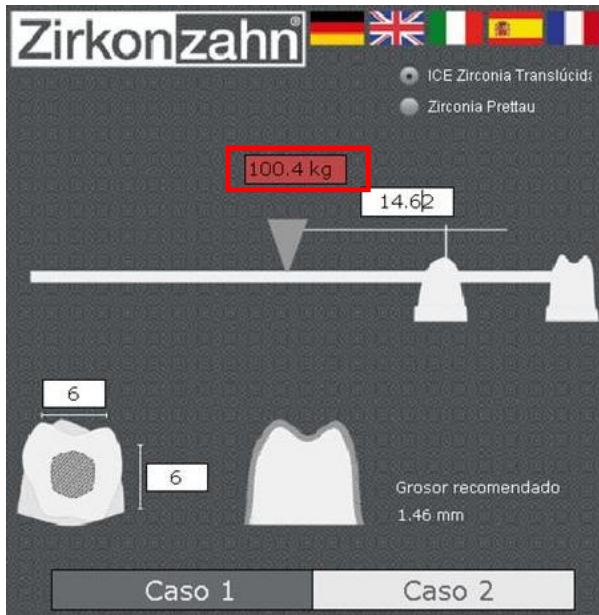 Zirkonzahn®
ICE Zirconia Translúcida
Zirconia Prettau
100.4 kg
14.62
6
6
Grosor recomendado
1.46 mm
Caso 1
Caso 2